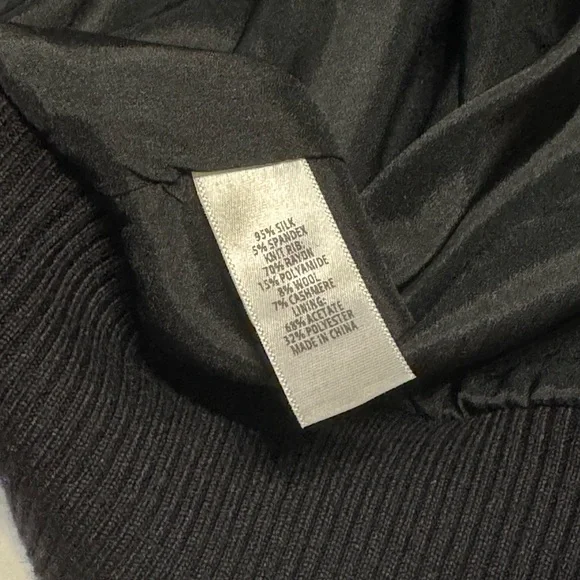 95% SILK
5% SPANDEX
KNIT RIB:
70% RAYON
15% POLYAMIDE
8% WOOL
7% CASHMERE
LINING:
68% ACETATE
32% POLYESTER
MADE IN CHINA